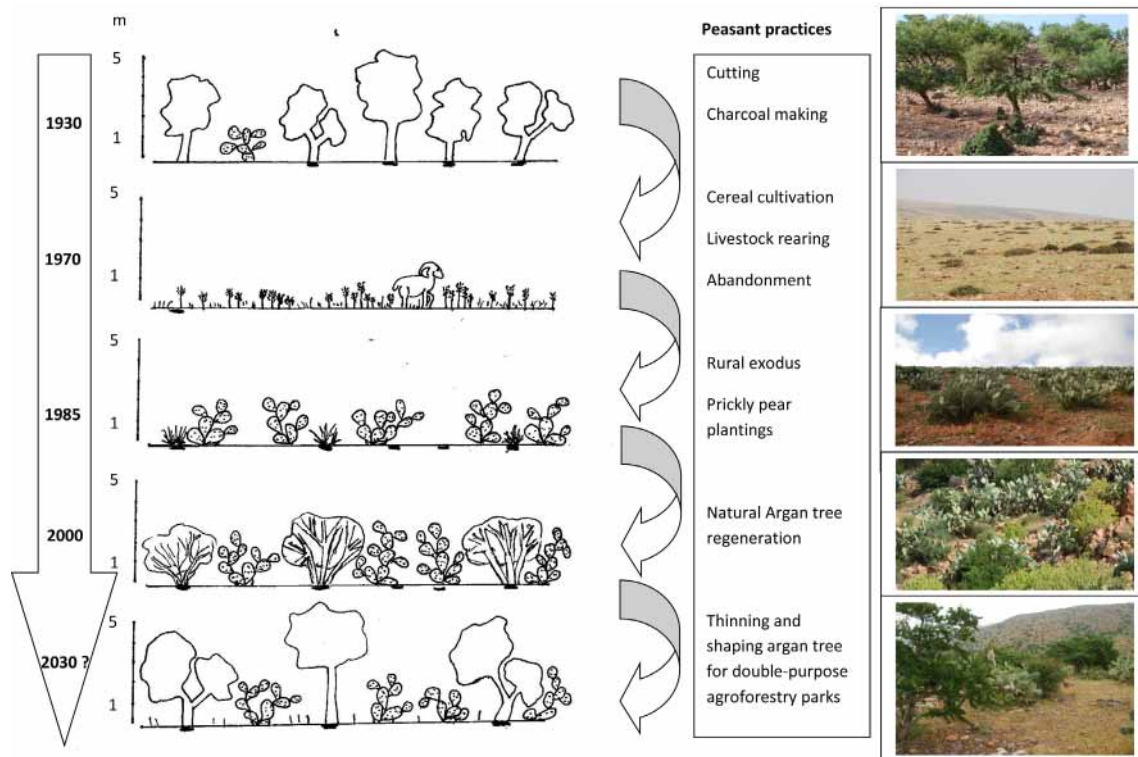 m
Peasant practices
5
1930
1
Cutting
Charcoal making
5
1970
1
Cereal cultivation
Livestock rearing
Abandonment
5
1985
1
Rural exodus
Prickly pear
plantings
5
2000
1
Natural Argan tree
regeneration
5
2030 ?
1
Thinning and
shaping argan tree
for double-purpose
agroforestry parks